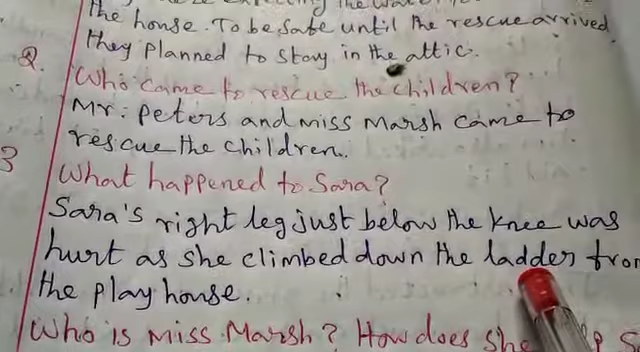 the house. To be safe until the rescue arrived
they planned to stay in the attic.
Q. Who came to rescue the children?
Mr. Peters and miss Marsh came to
rescue the children.
3 What happened to Sara?
Sara's right leg just below the knee was
hurt as she climbed down the ladder from
the play house.
Who is Miss Marsh? How does she